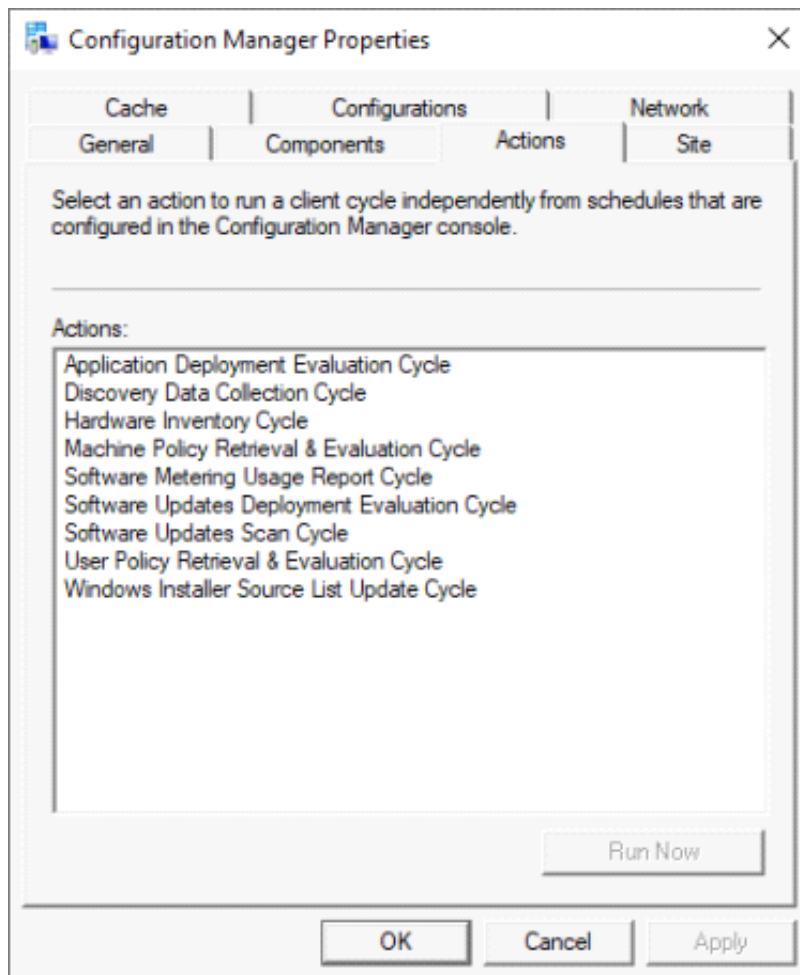 Configuration Manager Properties
Cache
Configurations
Network
General
Components
Actions
Site
Select an action to run a client cycle independently from schedules that are
configured in the Configuration Manager console.
Actions:
Application Deployment Evaluation Cycle
Discovery Data Collection Cycle
Hardware Inventory Cycle
Machine Policy Retrieval & Evaluation Cycle
Software Metering Usage Report Cycle
Software Updates Deployment Evaluation Cycle
Software Updates Scan Cycle
User Policy Retrieval & Evaluation Cycle
Windows Installer Source List Update Cycle
Run Now
OK
Cancel
Apply